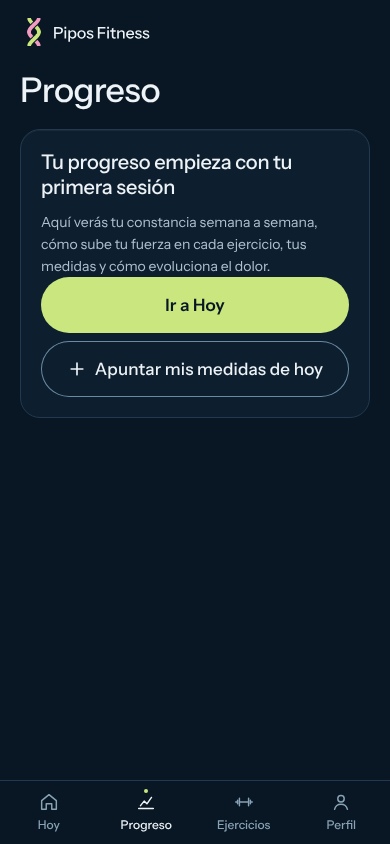 Pipos Fitness
Progreso
Tu progreso empieza con tu
primera sesión
Aquí verás tu constancia semana a semana,
cómo sube tu fuerza en cada ejercicio, tus
medidas y cómo evoluciona el dolor.
Ir a Hoy
+ Apuntar mis medidas de hoy
Hoy
Progreso
Ejercicios
Perfil